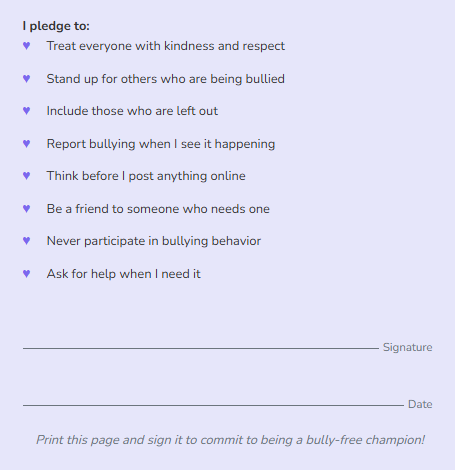 I pledge to:
♥ Treat everyone with kindness and respect
♥ Stand up for others who are being bullied
♥ Include those who are left out
♥ Report bullying when I see it happening
♥ Think before I post anything online
♥ Be a friend to someone who needs one
♥ Never participate in bullying behavior
♥ Ask for help when I need it
Signature
Date
Print this page and sign it to commit to being a bully-free champion!